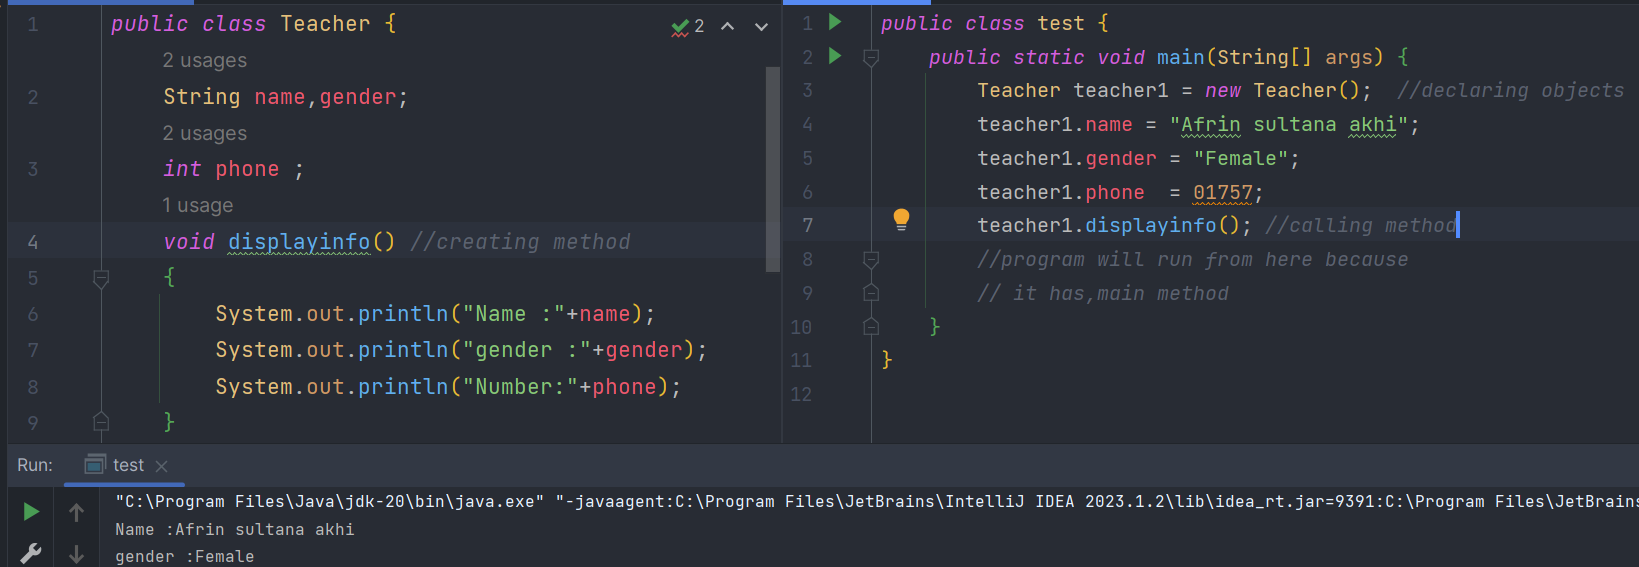 1 public class Teacher {
2 usages
2 String name,gender;
2 usages
3 int phone ;
1 usage
4 void displayinfo() //creating method
5 {
6 System.out.println("Name :"+name);
7 System.out.println("gender :"+gender);
8 System.out.println("Number:"+phone);
9 }
2
1 public class test {
2 public static void main(String[] args) {
3 Teacher teacher1 = new Teacher(); //declaring objects
4 teacher1.name = "Afrin sultana akhi";
5 teacher1.gender = "Female";
6 teacher1.phone = 01757;
7 teacher1.displayinfo(); //calling method
8 //program will run from here because
9 // it has,main method
10 }
11 }
12
Run: test
"C:\Program Files\Java\jdk-20\bin\java.exe" "-javaagent:C:\Program Files\JetBrains\IntelliJ IDEA 2023.1.2\lib\idea_rt.jar=9391:C:\Program Files\JetBrains
Name :Afrin sultana akhi
gender :Female